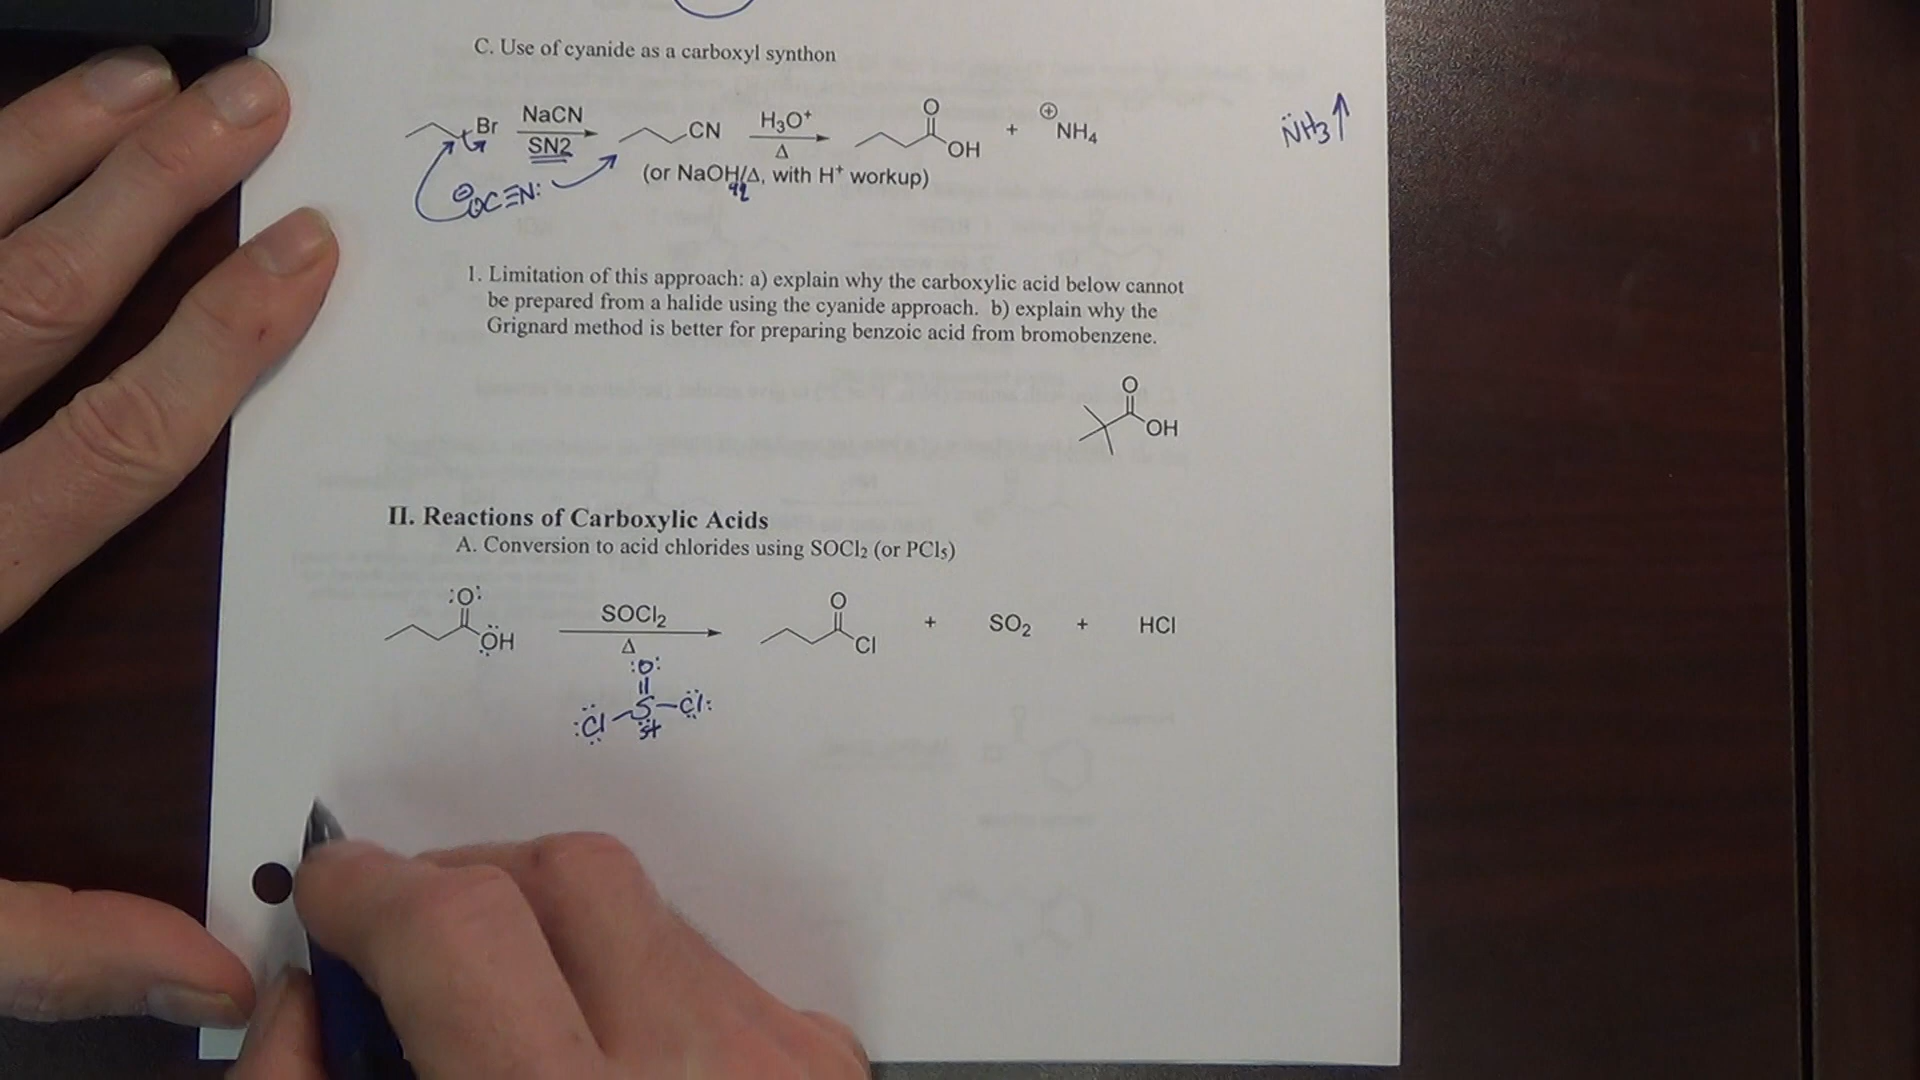 C. Use of cyanide as a carboxyl synthon
Br NaCN CN H₃O⁺ O OH + ⊕NH₄ N̈H₃↑
SN2 Δ
(or NaOH/Δ, with H⁺ workup)
⊖:C≡N: aq
1. Limitation of this approach: a) explain why the carboxylic acid below cannot
be prepared from a halide using the cyanide approach. b) explain why the
Grignard method is better for preparing benzoic acid from bromobenzene.
O
OH
II. Reactions of Carboxylic Acids
A. Conversion to acid chlorides using SOCl₂ (or PCl₅)
:O: O
ÖH SOCl₂ Cl + SO₂ + HCl
Δ
:O:
:Cl–S–Cl:
δ+